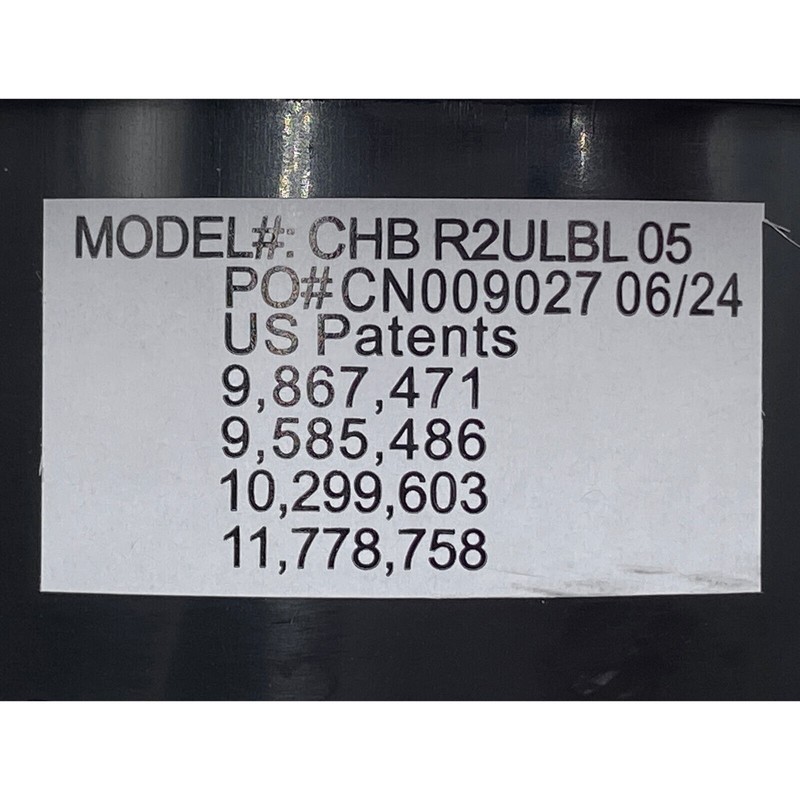 MODEL#: CHB R2ULBL 05
PO#CN009027 06/24
US Patents
9,867,471
9,585,486
10,299,603
11,778,758